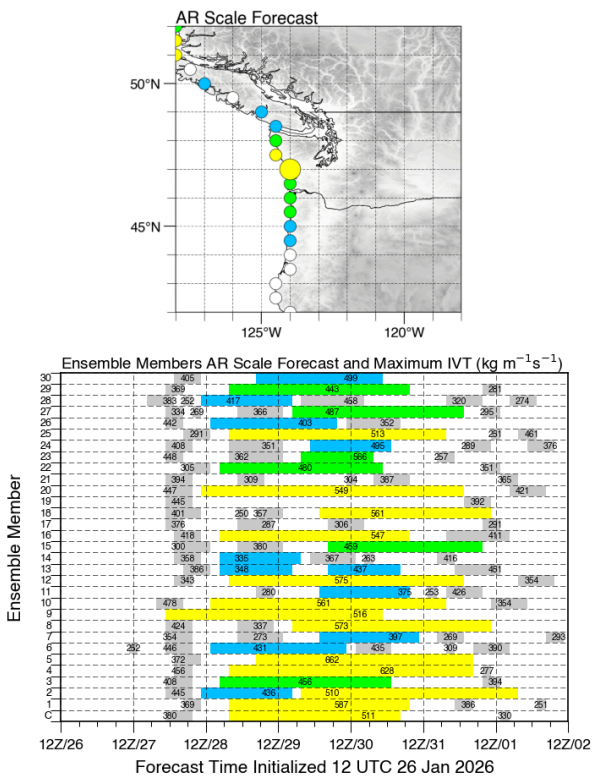 AR Scale Forecast
50°N
45°N
125°W 120°W
Ensemble Members AR Scale Forecast and Maximum IVT (kg m−1s−1)
Ensemble Member
30 405 499
29 369 443 281
28 383 252 417 458 320 274
27 334 269 366 487 295
26 442 403 352
25 291 513 291 461
24 408 351 495 289 376
23 448 362 566 257
22 305 480 351
21 394 309 304 387 365
20 447 549 421
19 445 392
18 401 250 357 561
17 376 287 306 291
16 418 547 411
15 300 380 459
14 358 335 367 263 416
13 386 348 437 451
12 343 575 354
11 280 375 253 426
10 478 561 354
9 516
8 424 337 573
7 354 273 397 269 293
6 252 446 431 435 309 390
5 372 662
4 456 628 277
3 408 456 394
2 445 436 510
1 369 587 386 251
C 380 511 330
12Z/26 12Z/27 12Z/28 12Z/29 12Z/30 12Z/31 12Z/01 12Z/02
Forecast Time Initialized 12 UTC 26 Jan 2026